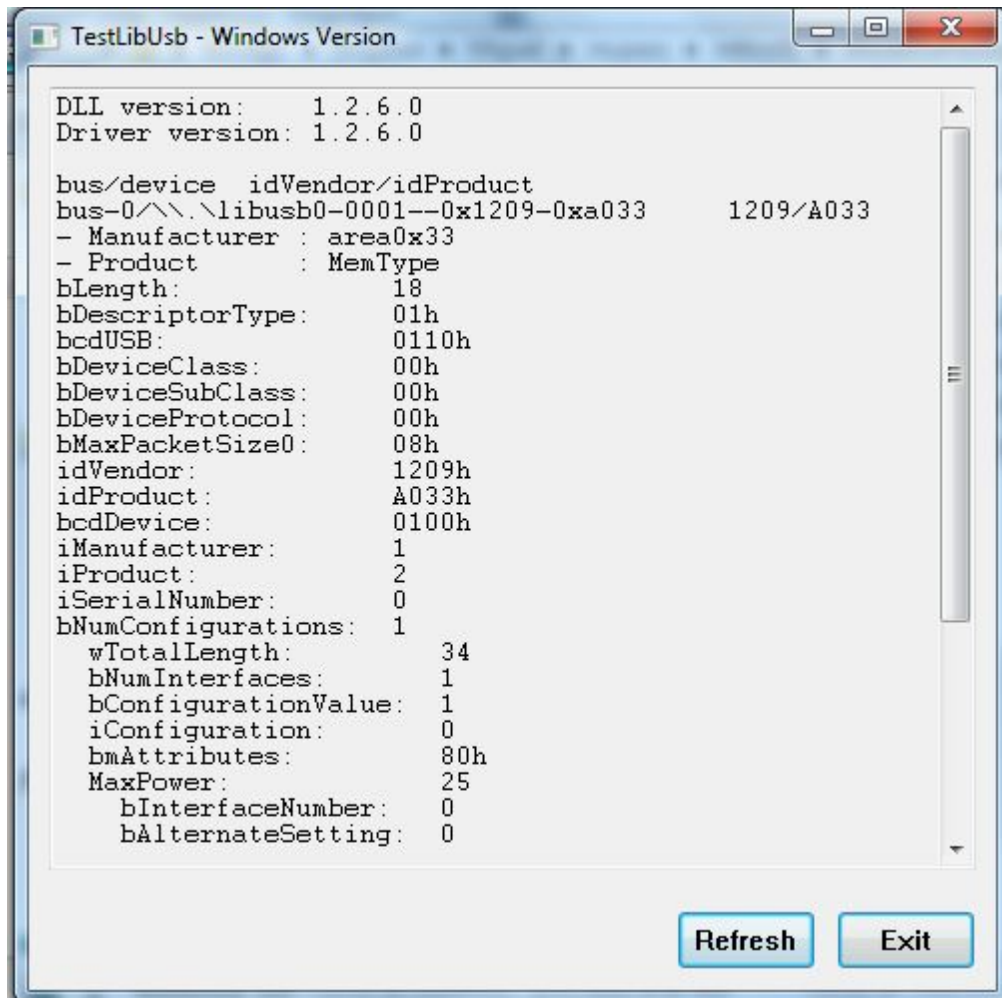 TestLibUsb - Windows Version
DLL version: 1.2.6.0
Driver version: 1.2.6.0
bus/device idVendor/idProduct
bus-0/\\.\libusb0-0001--0x1209-0xa033 1209/A033
- Manufacturer : area0x33
- Product : MemType
bLength: 18
bDescriptorType: 01h
bcdUSB: 0110h
bDeviceClass: 00h
bDeviceSubClass: 00h
bDeviceProtocol: 00h
bMaxPacketSize0: 08h
idVendor: 1209h
idProduct: A033h
bcdDevice: 0100h
iManufacturer: 1
iProduct: 2
iSerialNumber: 0
bNumConfigurations: 1
wTotalLength: 34
bNumInterfaces: 1
bConfigurationValue: 1
iConfiguration: 0
bmAttributes: 80h
MaxPower: 25
bInterfaceNumber: 0
bAlternateSetting: 0
Refresh Exit